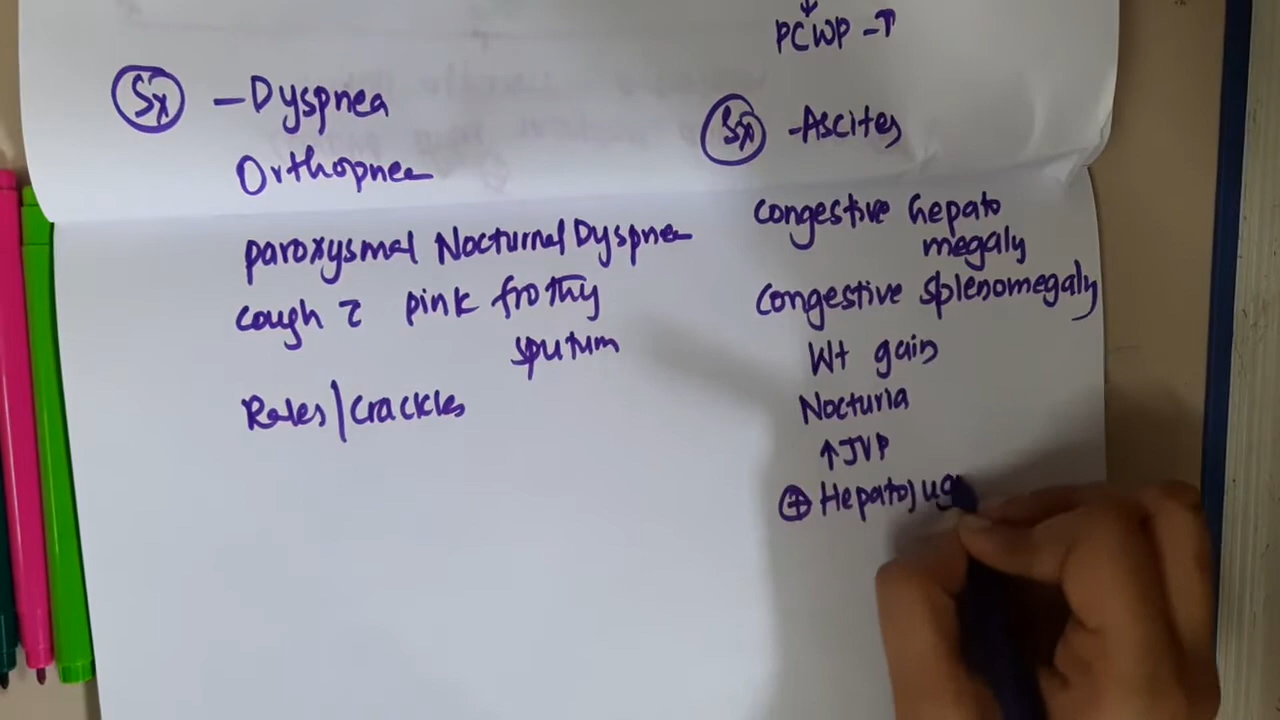 PCWP - ↑
Sx - Dyspnea
Orthopnea
paroxysmal Nocturnal Dyspnea
cough c̄ pink frothy
sputum
Rales/crackles
Sx - Ascites
congestive hepato
megaly
congestive splenomegaly
Wt gain
Nocturia
↑JVP
⊕ Hepatojug